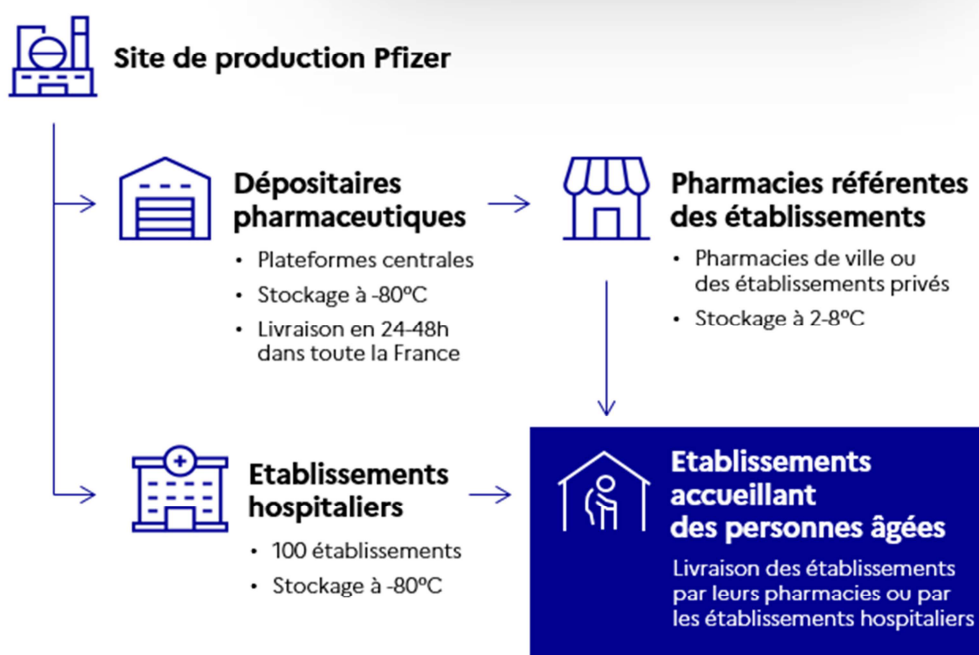 Site de production Pfizer
Dépositaires
pharmaceutiques
• Plateformes centrales
• Stockage à -80°C
• Livraison en 24-48h
dans toute la France
Pharmacies référentes
des établissements
• Pharmacies de ville ou
des établissements privés
• Stockage à 2-8°C
Etablissements
hospitaliers
• 100 établissements
• Stockage à -80°C
Etablissements
accueillant
des personnes âgées
Livraison des établissements
par leurs pharmacies ou par
les établissements hospitaliers